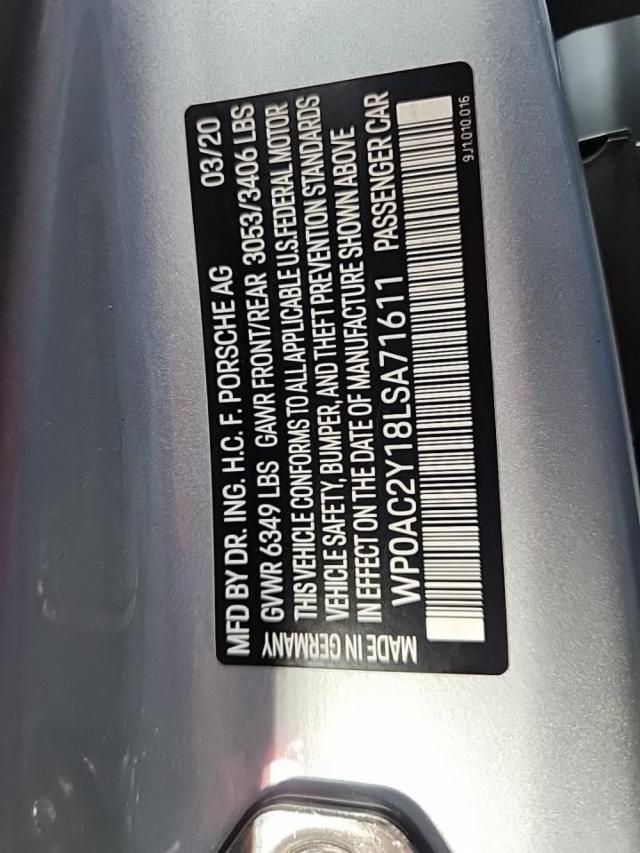 MFD BY DR. ING. H.C. F. PORSCHE AG 03/20
GVWR 6349 LBS GAWR FRONT/REAR 3053/3406 LBS
THIS VEHICLE CONFORMS TO ALL APPLICABLE U.S.FEDERAL MOTOR
VEHICLE SAFETY, BUMPER, AND THEFT PREVENTION STANDARDS
IN EFFECT ON THE DATE OF MANUFACTURE SHOWN ABOVE
WP0AC2Y18LSA71611 PASSENGER CAR
MADE IN GERMANY
9J1.010.016